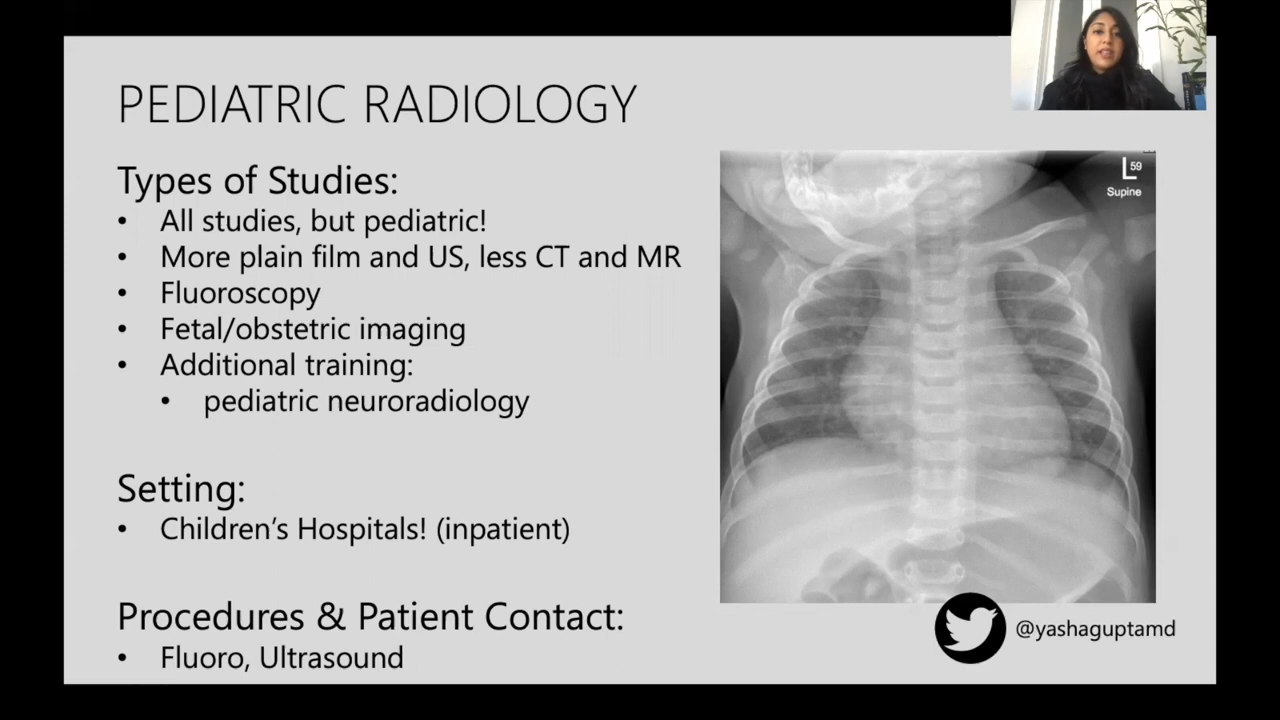 PEDIATRIC RADIOLOGY
Types of Studies:
• All studies, but pediatric!
• More plain film and US, less CT and MR
• Fluoroscopy
• Fetal/obstetric imaging
• Additional training:
• pediatric neuroradiology
Setting:
• Children’s Hospitals! (inpatient)
Procedures & Patient Contact:
• Fluoro, Ultrasound
L 59
Supine
@yashaguptamd